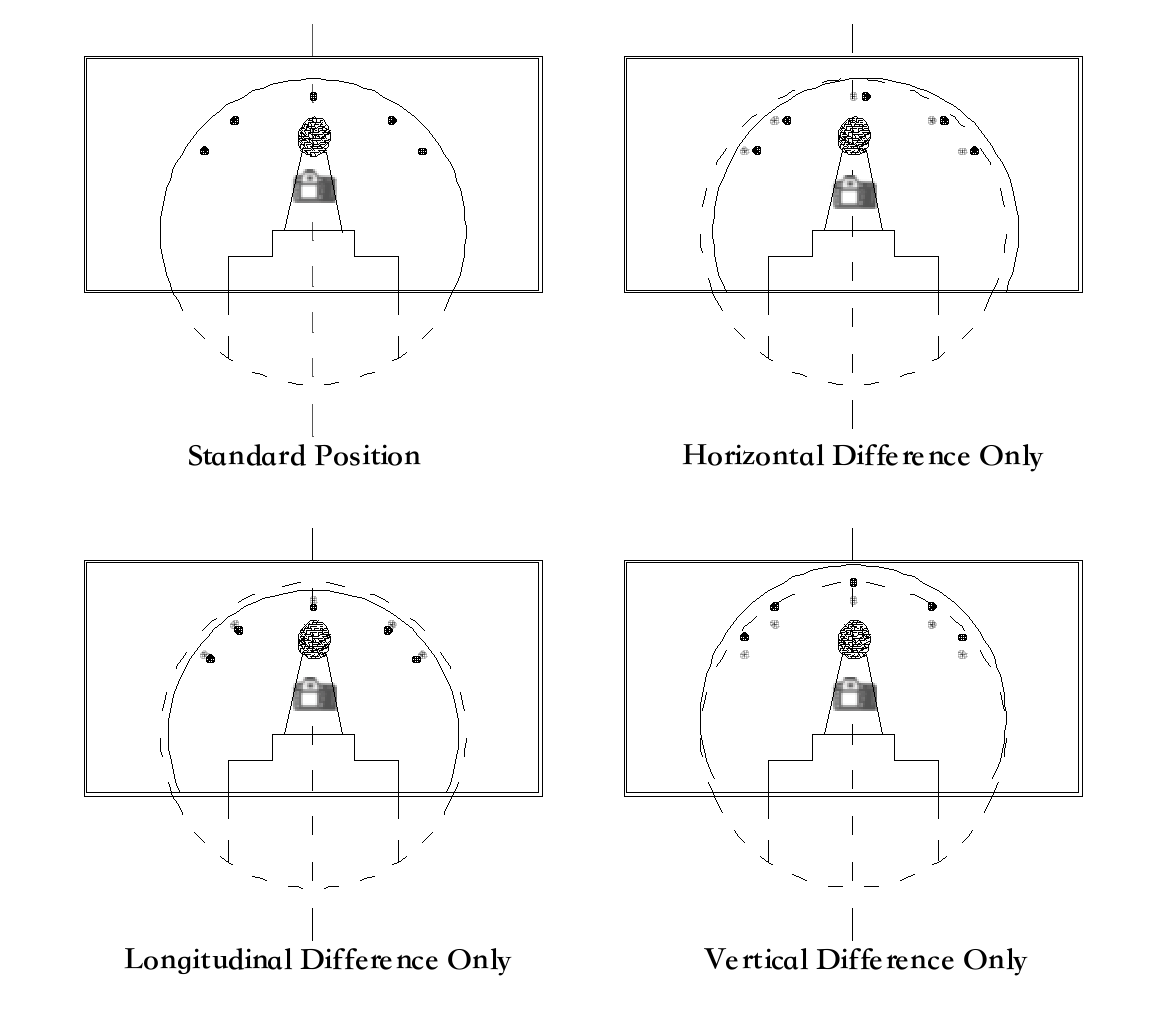 Standard Position
Horizontal Difference Only
Longitudinal Difference Only
Vertical Difference Only